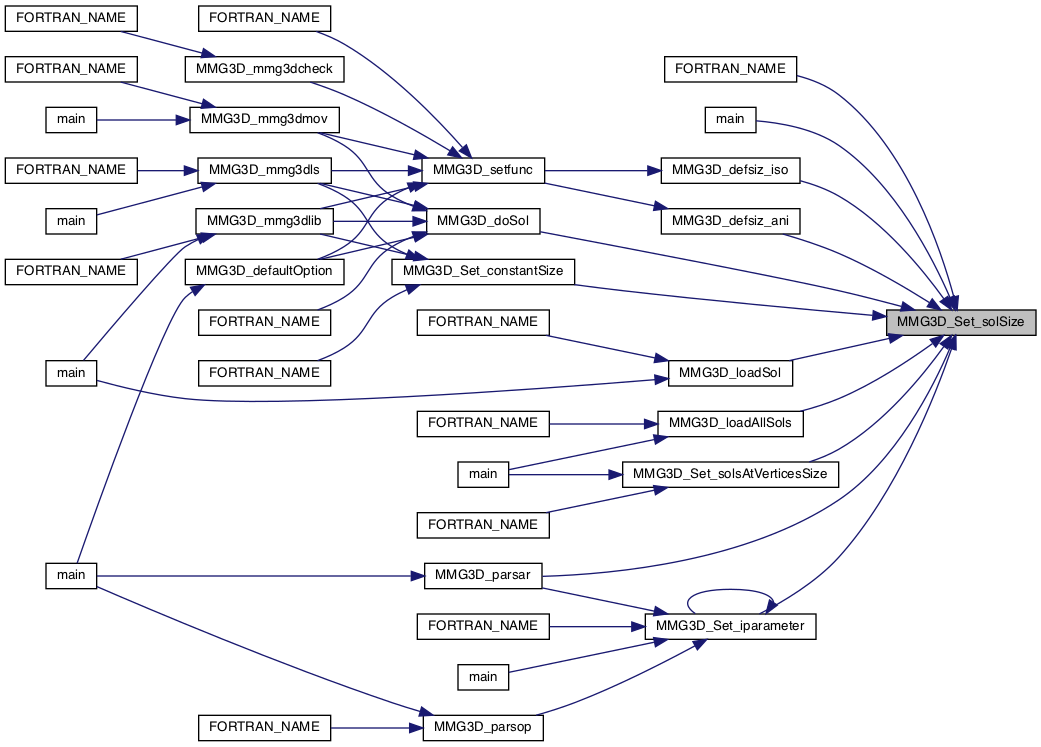 FORTRAN_NAME
FORTRAN_NAME
MMG3D_mmg3dcheck
FORTRAN_NAME
FORTRAN_NAME
main
MMG3D_mmg3dmov
main
FORTRAN_NAME
MMG3D_mmg3dls
MMG3D_setfunc
MMG3D_defsiz_iso
main
MMG3D_mmg3dlib
MMG3D_doSol
MMG3D_defsiz_ani
FORTRAN_NAME
MMG3D_defaultOption
MMG3D_Set_constantSize
FORTRAN_NAME
FORTRAN_NAME
MMG3D_Set_solSize
main
FORTRAN_NAME
MMG3D_loadSol
FORTRAN_NAME
MMG3D_loadAllSols
main
MMG3D_Set_solsAtVerticesSize
FORTRAN_NAME
main
MMG3D_parsar
FORTRAN_NAME
MMG3D_Set_iparameter
main
FORTRAN_NAME
MMG3D_parsop